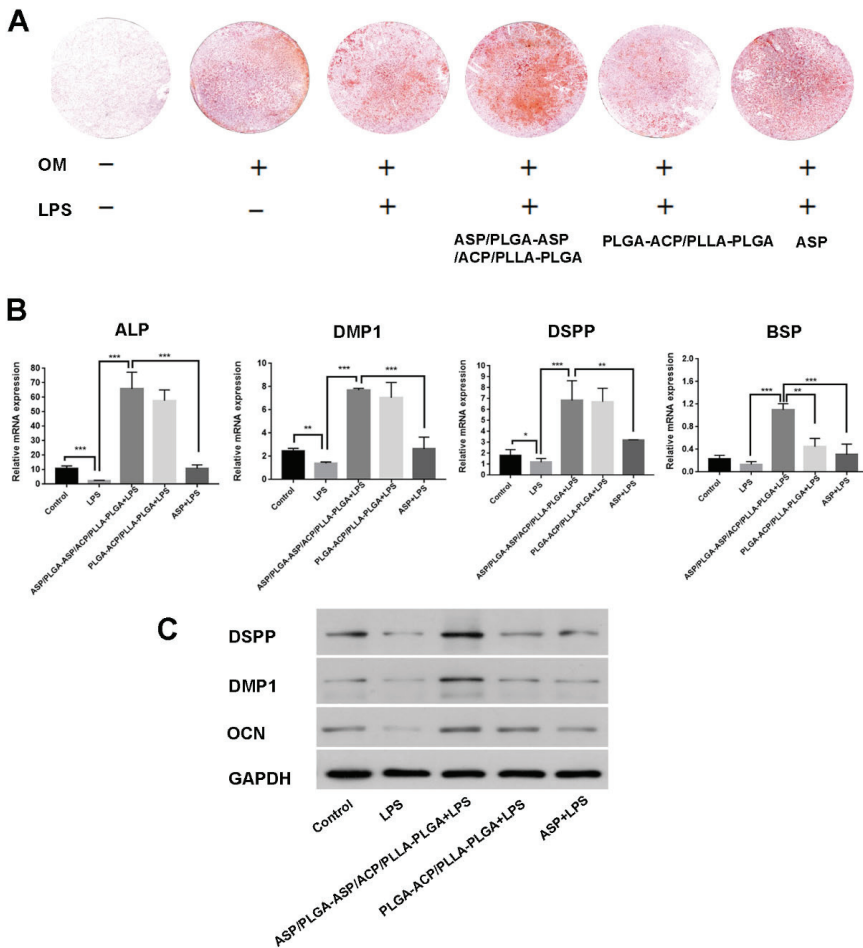 A
OM − + + + + +
LPS − − + + + +
ASP/PLGA-ASP
/ACP/PLLA-PLGA
PLGA-ACP/PLLA-PLGA
ASP
B
ALP
Relative mRNA expression
80
70
60
50
40
30
20
10
0
***
***
***
Control
LPS
ASP/PLGA-ASP/ACP/PLLA-PLGA+LPS
PLGA-ACP/PLLA-PLGA+LPS
ASP+LPS
DMP1
Relative mRNA expression
10
8
6
4
2
0
**
***
***
Control
LPS
ASP/PLGA-ASP/ACP/PLLA-PLGA+LPS
PLGA-ACP/PLLA-PLGA+LPS
ASP+LPS
DSPP
Relative mRNA expression
10
9
8
7
6
5
4
3
2
1
0
*
***
**
Control
LPS
ASP/PLGA-ASP/ACP/PLLA-PLGA+LPS
PLGA-ACP/PLLA-PLGA+LPS
ASP+LPS
BSP
Relative mRNA expression
1.6
1.2
0.8
0.4
0.0
***
**
***
Control
LPS
ASP/PLGA-ASP/ACP/PLLA-PLGA+LPS
PLGA-ACP/PLLA-PLGA+LPS
ASP+LPS
C
DSPP
DMP1
OCN
GAPDH
Control
LPS
ASP/PLGA-ASP/ACP/PLLA-PLGA+LPS
PLGA-ACP/PLLA-PLGA+LPS
ASP+LPS